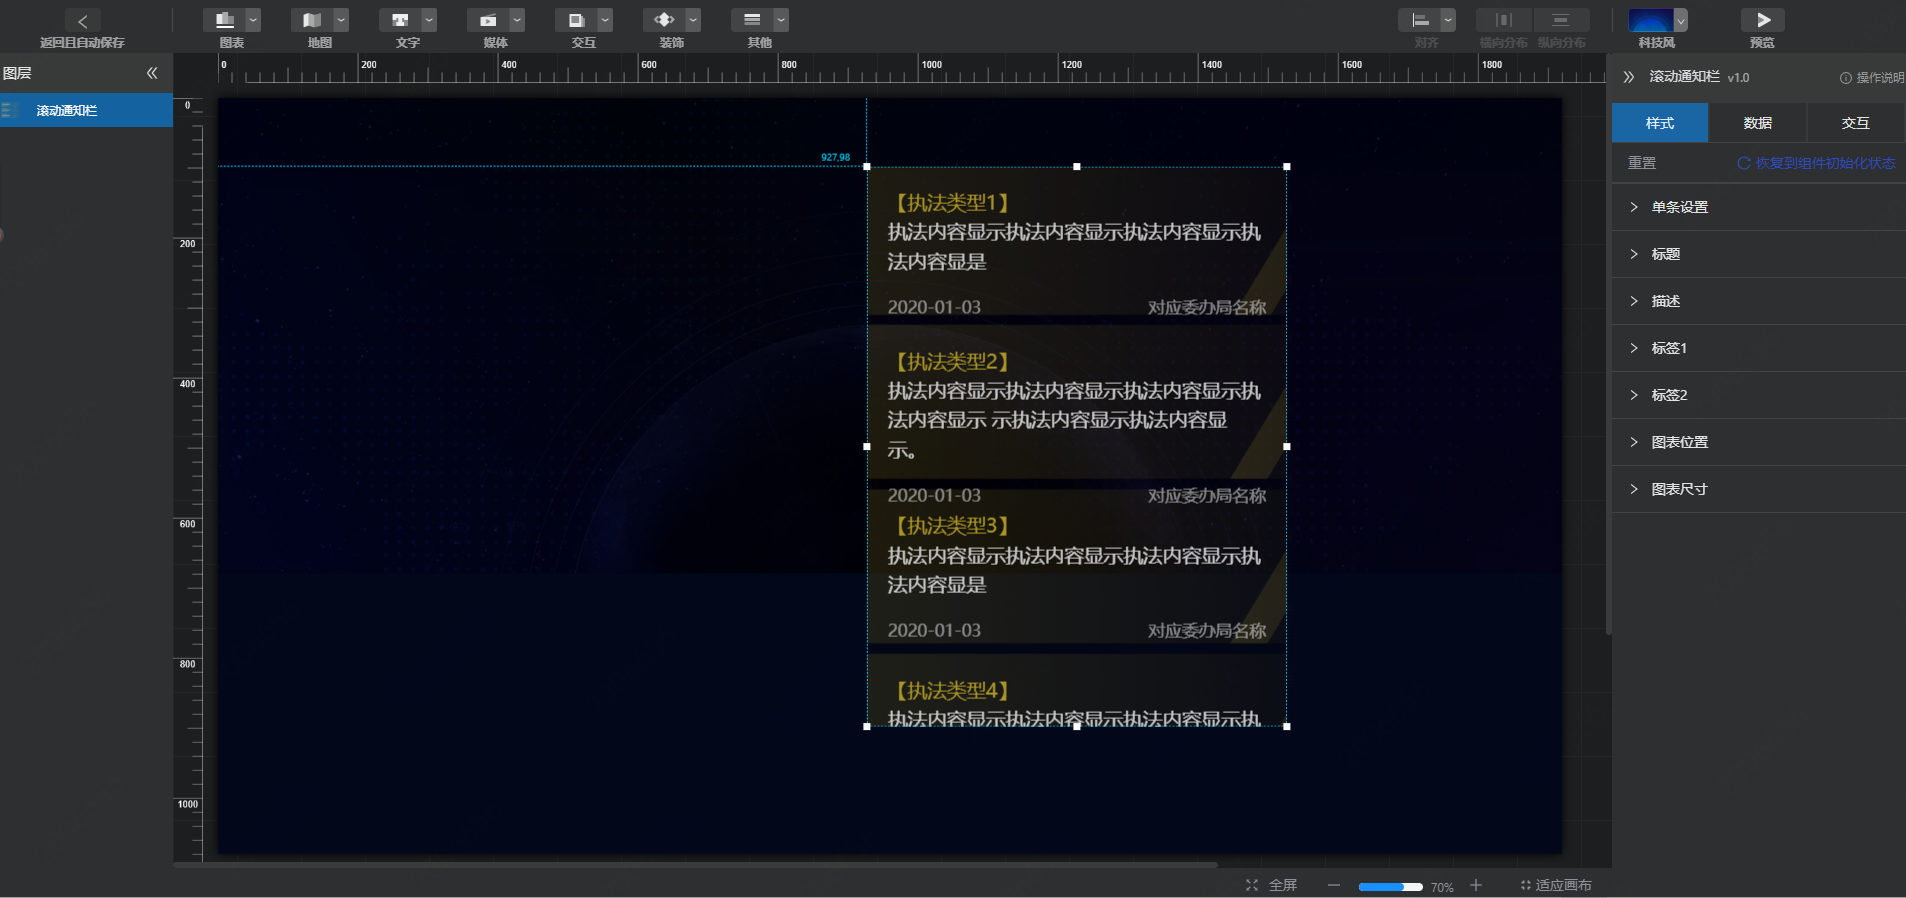 返回且自动保存
图表
地图
文字
媒体
交互
装饰
其他
对齐
横向分布
纵向分布
科技风
预览
图层
滚动通知栏
0
200
400
600
800
1000
1200
1400
1600
1800
0
200
400
600
800
1000
927,98
【执法类型1】
执法内容显示执法内容显示执法内容显示执
法内容显是
2020-01-03
对应委办局名称
【执法类型2】
执法内容显示执法内容显示执法内容显示执
法内容显示 示执法内容显示执法内容显
示。
2020-01-03
对应委办局名称
【执法类型3】
执法内容显示执法内容显示执法内容显示执
法内容显是
2020-01-03
对应委办局名称
【执法类型4】
执法内容显示执法内容显示执法内容显示执
滚动通知栏 v1.0
操作说明
样式
数据
交互
重置
恢复到组件初始化状态
单条设置
标题
描述
标签1
标签2
图表位置
图表尺寸
全屏
70%
适应画布